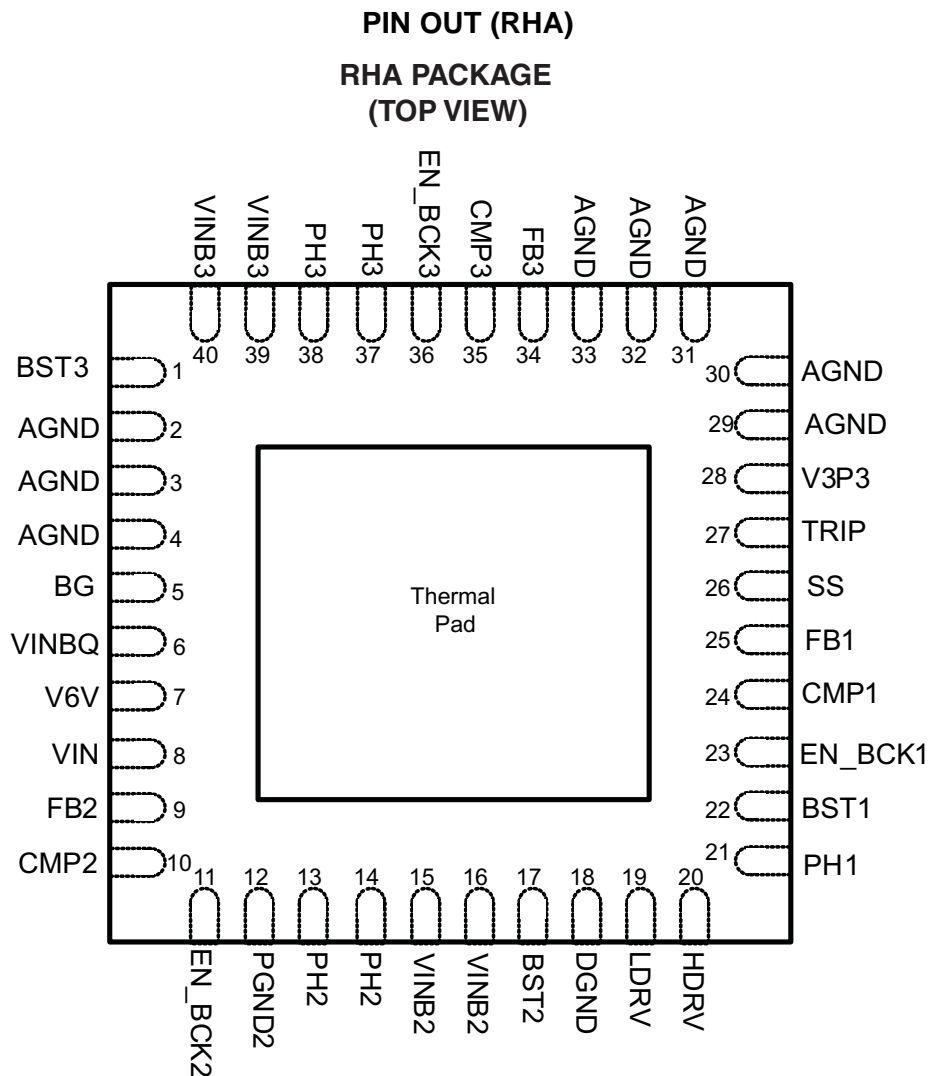 PIN OUT (RHA)
RHA PACKAGE
(TOP VIEW)
VINB3
VINB3
PH3
PH3
EN_BCK3
CMP3
FB3
AGND
AGND
AGND
40 39 38 37 36 35 34 33 32 31
BST3 1
AGND 2
AGND 3
AGND 4
BG 5
VINBQ 6
V6V 7
VIN 8
FB2 9
CMP2 10
Thermal
Pad
30 AGND
29 AGND
28 V3P3
27 TRIP
26 SS
25 FB1
24 CMP1
23 EN_BCK1
22 BST1
21 PH1
11 12 13 14 15 16 17 18 19 20
EN_BCK2
PGND2
PH2
PH2
VINB2
VINB2
BST2
DGND
LDRV
HDRV